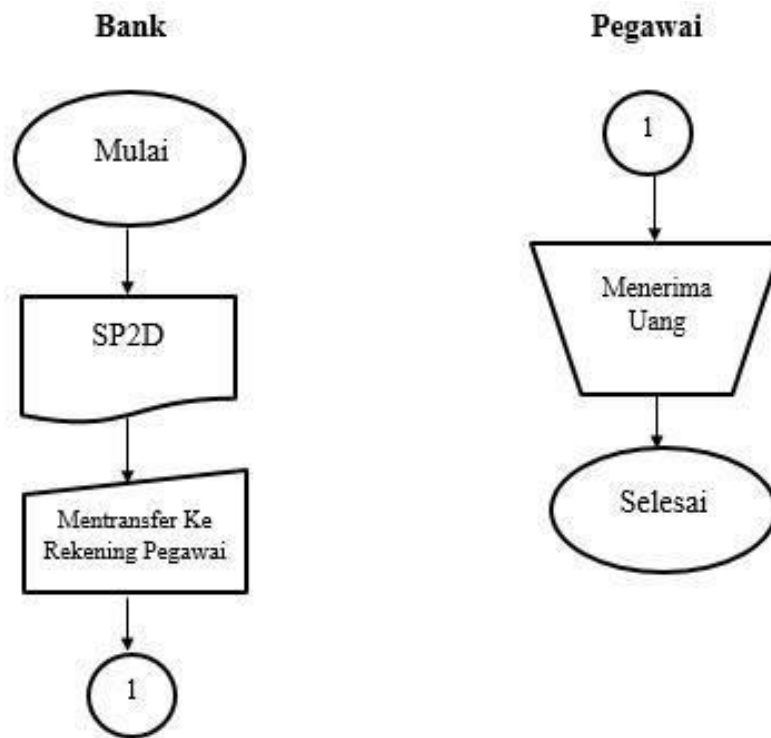 Bank
Mulai
SP2D
Mentransfer Ke
Rekening Pegawai
1
Pegawai
1
Menerima
Uang
Selesai